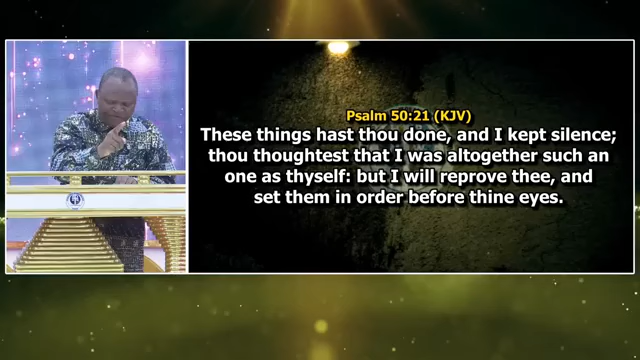 Psalm 50:21 (KJV)
These things hast thou done, and I kept silence;
thou thoughtest that I was altogether such an
one as thyself: but I will reprove thee, and
set them in order before thine eyes.